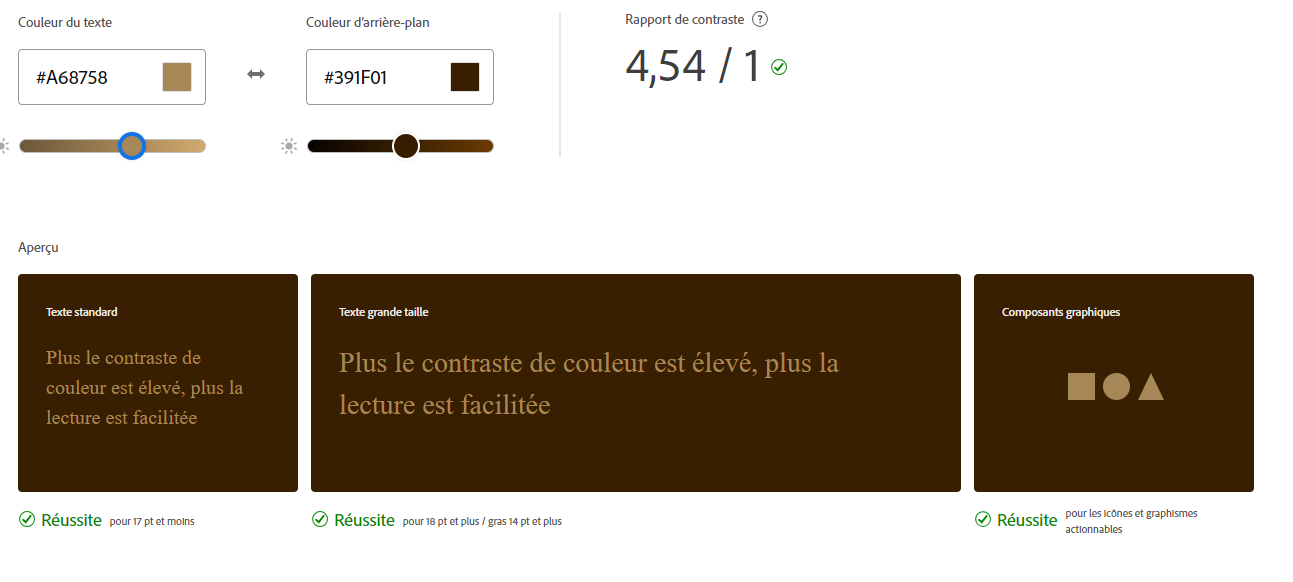 Couleur du texte
Couleur d'arrière-plan
Rapport de contraste ?
#A68758
#391F01
4,54 / 1
Aperçu
Texte standard
Plus le contraste de
couleur est élevé, plus la
lecture est facilitée
Texte grande taille
Plus le contraste de couleur est élevé, plus la
lecture est facilitée
Composants graphiques
Réussite pour 17 pt et moins
Réussite pour 18 pt et plus / gras 14 pt et plus
Réussite pour les icônes et graphismes
actionnables